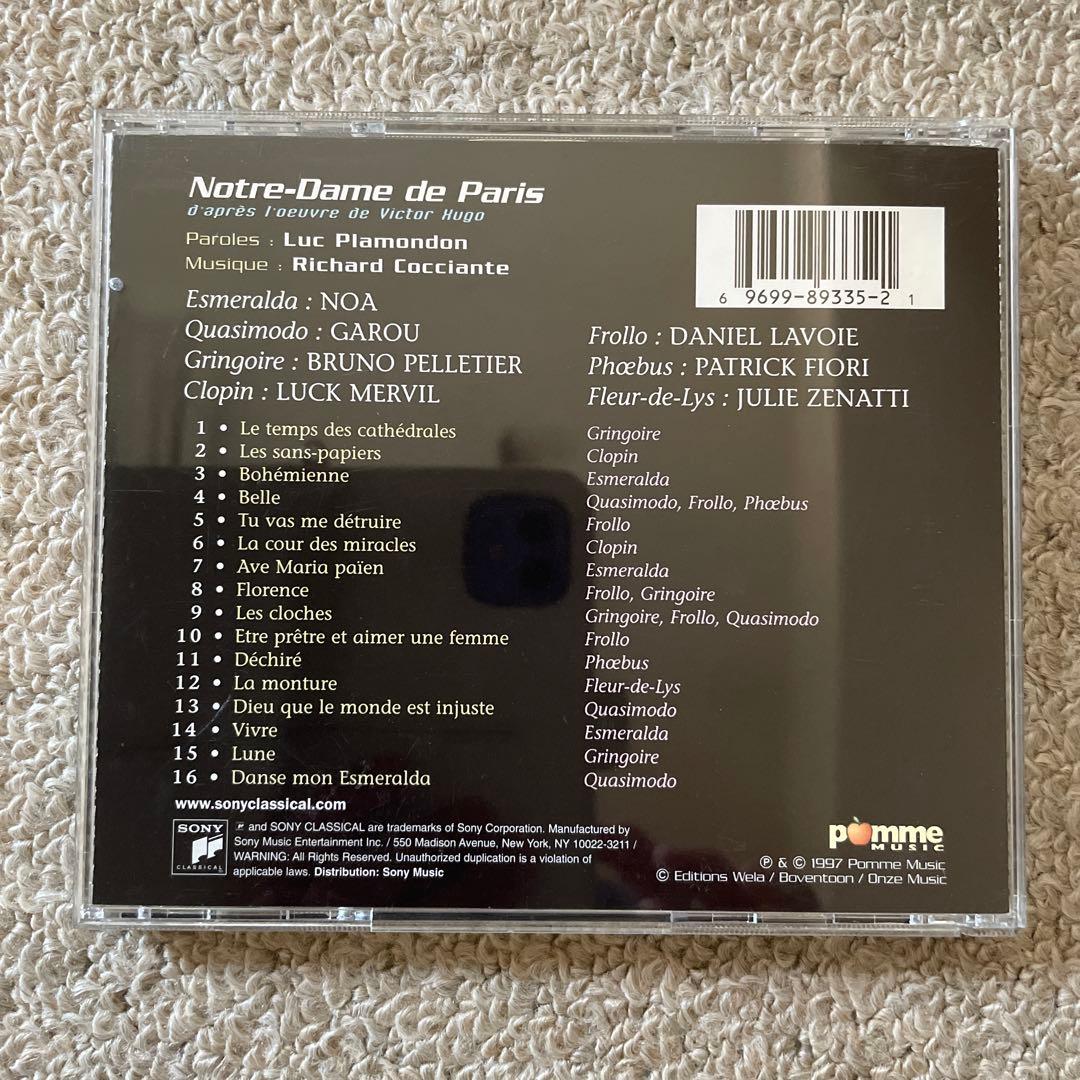 Notre-Dame de Paris
d'après l'oeuvre de Victor Hugo
Paroles : Luc Plamondon
Musique : Richard Cocciante
6 9699-89335-2 1
Esmeralda : NOA
Quasimodo : GAROU
Gringoire : BRUNO PELLETIER
Clopin : LUCK MERVIL
Frollo : DANIEL LAVOIE
Phœbus : PATRICK FIORI
Fleur-de-Lys : JULIE ZENATTI
1 • Le temps des cathédrales Gringoire
2 • Les sans-papiers Clopin
3 • Bohémienne Esmeralda
4 • Belle Quasimodo, Frollo, Phœbus
5 • Tu vas me détruire Frollo
6 • La cour des miracles Clopin
7 • Ave Maria païen Esmeralda
8 • Florence Frollo, Gringoire
9 • Les cloches Gringoire, Frollo, Quasimodo
10 • Etre prêtre et aimer une femme Frollo
11 • Déchiré Phœbus
12 • La monture Fleur-de-Lys
13 • Dieu que le monde est injuste Quasimodo
14 • Vivre Esmeralda
15 • Lune Gringoire
16 • Danse mon Esmeralda Quasimodo
www.sonyclassical.com
SONY
CLASSICAL
and SONY CLASSICAL are trademarks of Sony Corporation. Manufactured by
Sony Music Entertainment Inc. / 550 Madison Avenue, New York, NY 10022-3211 /
WARNING: All Rights Reserved. Unauthorized duplication is a violation of
applicable laws. Distribution: Sony Music
pomme
MUSIC
℗ & © 1997 Pomme Music
© Editions Wela / Boventoon / Onze Music